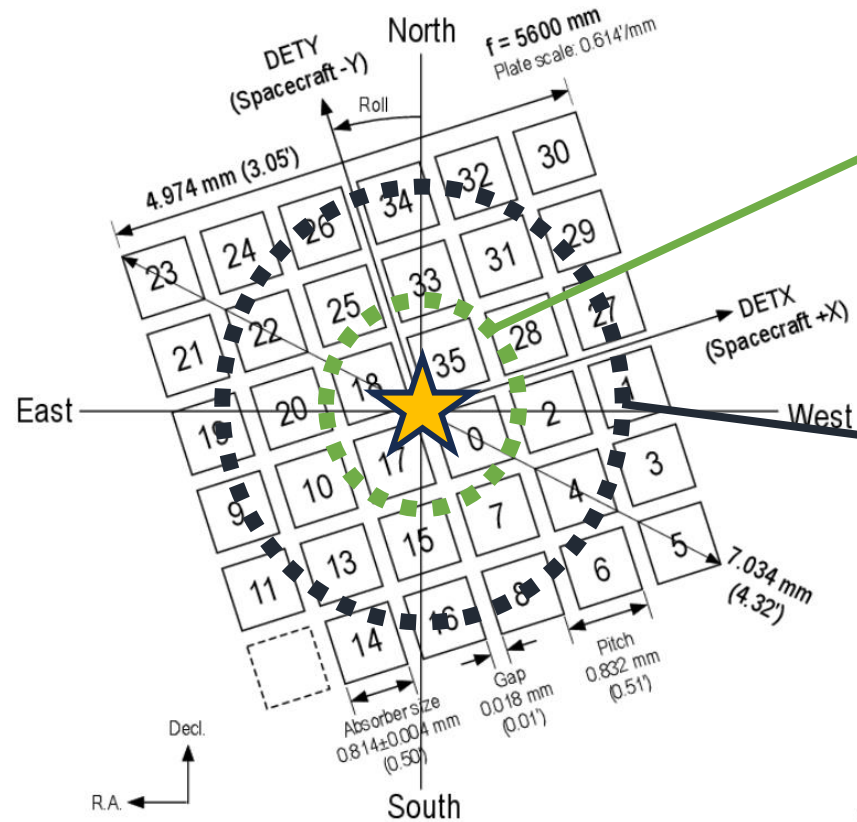 North
DETY
(Spacecraft -Y)
f = 5600 mm
Plate scale: 0.614'/mm
Roll
4.974 mm (3.05')
30
32
34
26
24
23
29
31
33
25
22
21
27
28
35
18
20
19
DETX
(Spacecraft +X)
East
West
1
2
0
17
10
9
3
4
7
15
13
11
5
6
8
16
14
7.034 mm
(4.32')
Pitch
0.832 mm
(0.51')
Gap
0.018 mm
(0.01')
Absorber size
0.814±0.004 mm
(0.50')
Decl.
R.A.
South